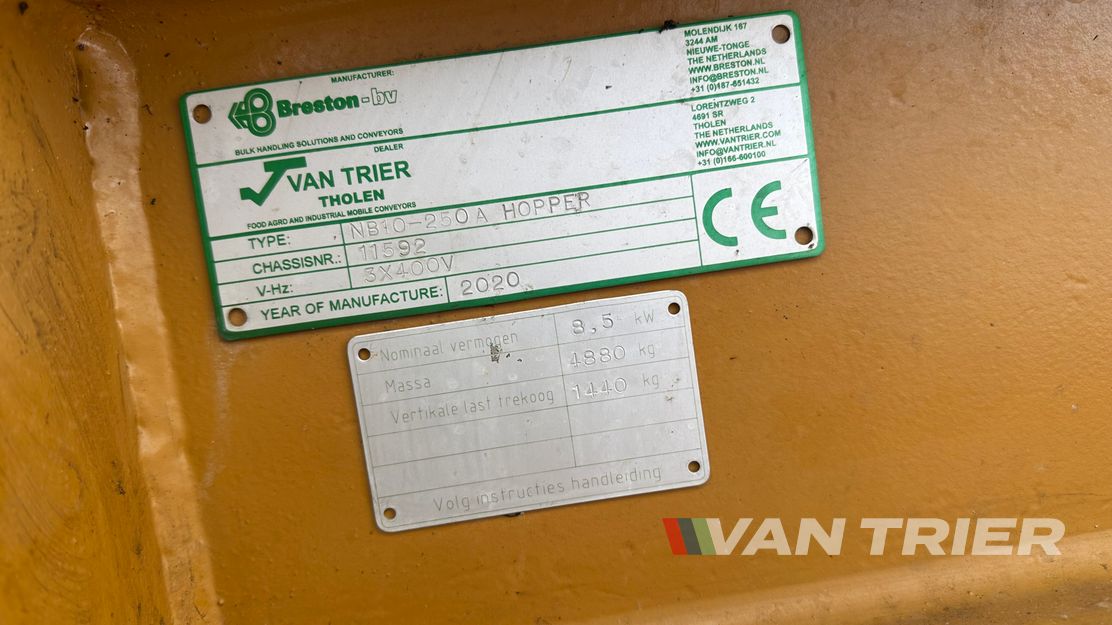 MANUFACTURER:
Breston-bv
BULK HANDLING SOLUTIONS AND CONVEYORS
MOLENDIJK 167
3244 AM
NIEUWE-TONGE
THE NETHERLANDS
WWW.BRESTON.NL
INFO@BRESTON.NL
+31 (0)187-651432
DEALER
VAN TRIER
THOLEN
FOOD AGRO AND INDUSTRIAL MOBILE CONVEYORS
LORENTZWEG 2
4691 SR
THOLEN
THE NETHERLANDS
WWW.VANTRIER.COM
INFO@VANTRIER.NL
+31 (0)166-600100
TYPE: NB10-250A HOPPER
CHASSISNR.: 11592
V-Hz: 3X400V
YEAR OF MANUFACTURE: 2020
CE
Nominaal vermogen 8,5 kW
Massa 4880 kg
Vertikale last trekoog 1440 kg
Volg instructies handleiding
VAN TRIER